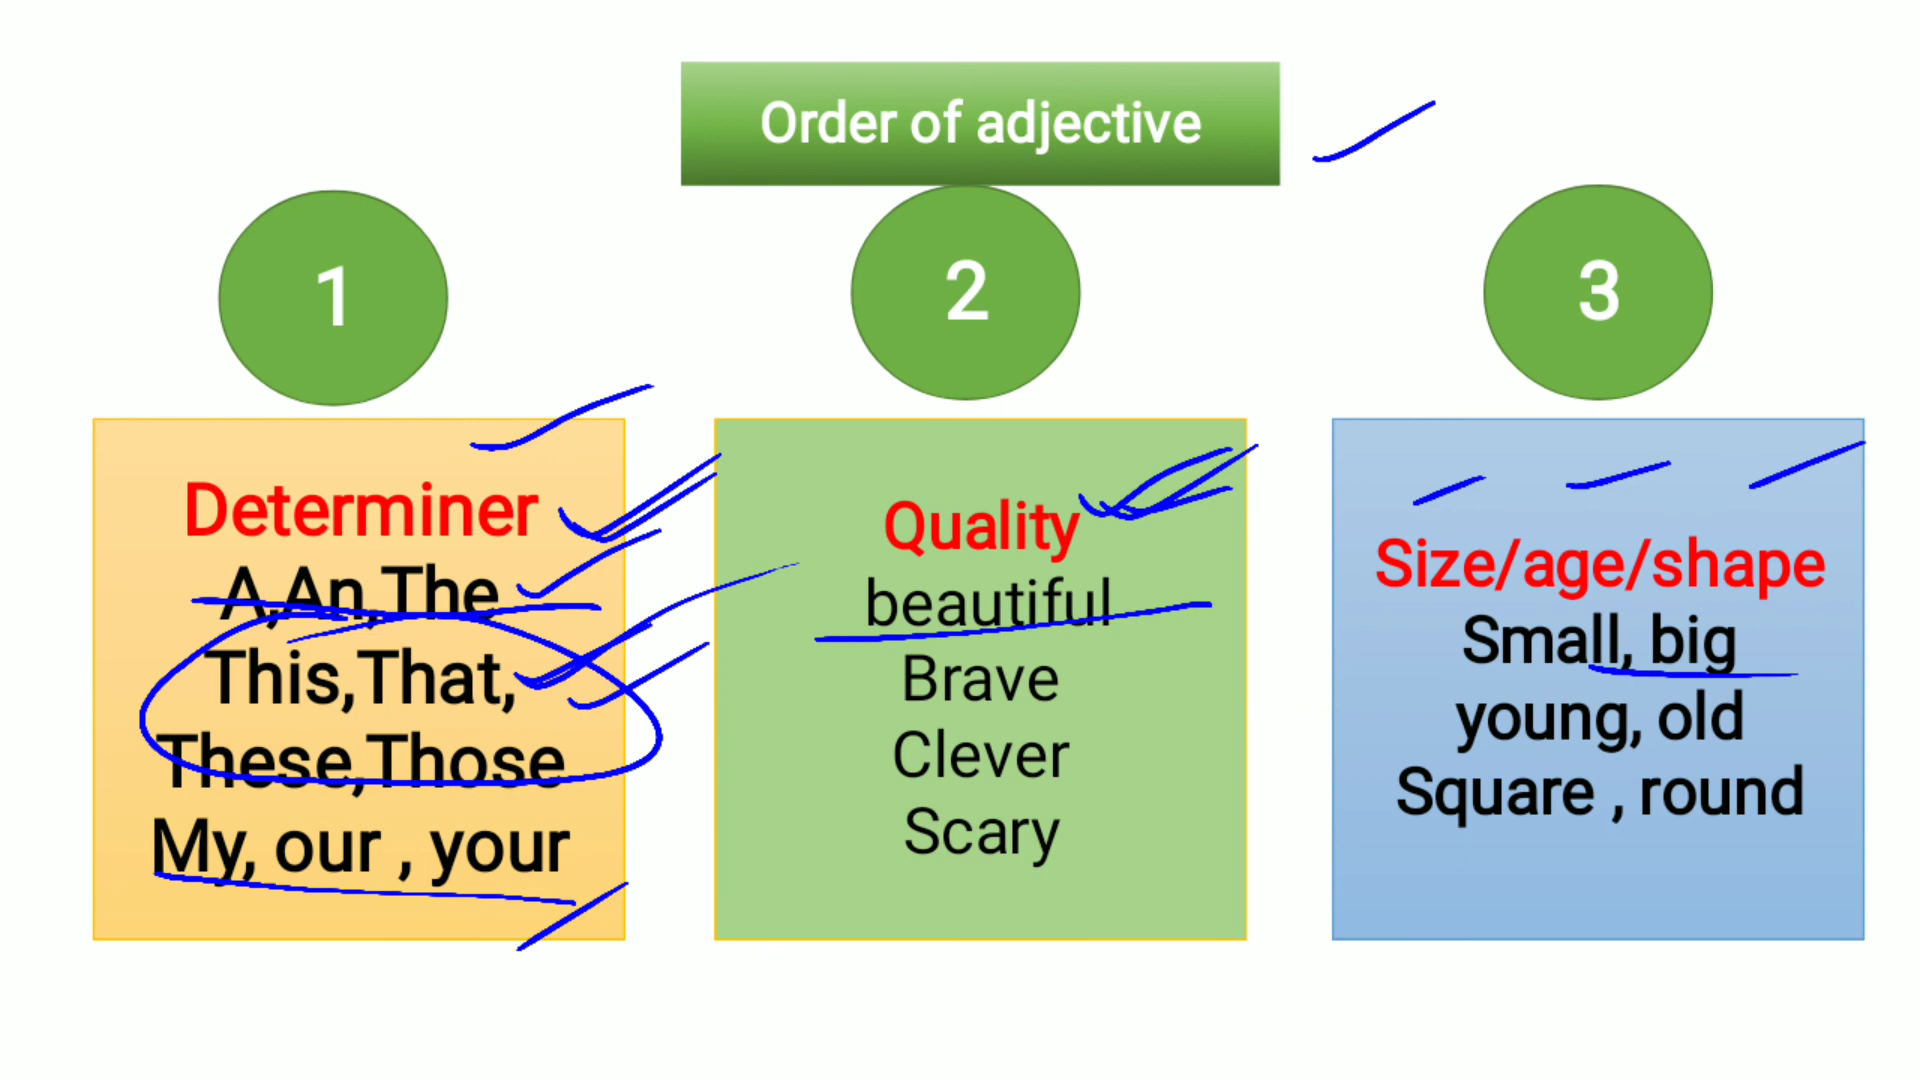 Order of adjective
1
2
3
Determiner
A,An,The
This,That,
These,Those
My, our , your
Quality
beautiful
Brave
Clever
Scary
Size/age/shape
Small, big
young, old
Square , round